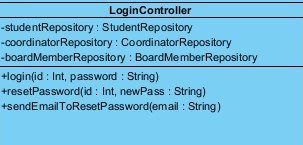 LoginController
-studentRepository : StudentRepository
-coordinatorRepository : CoordinatorRepository
-boardMemberRepository : BoardMemberRepository
+login(id : Int, password : String)
+resetPassword(id : Int, newPass : String)
+sendEmailToResetPassword(email : String)